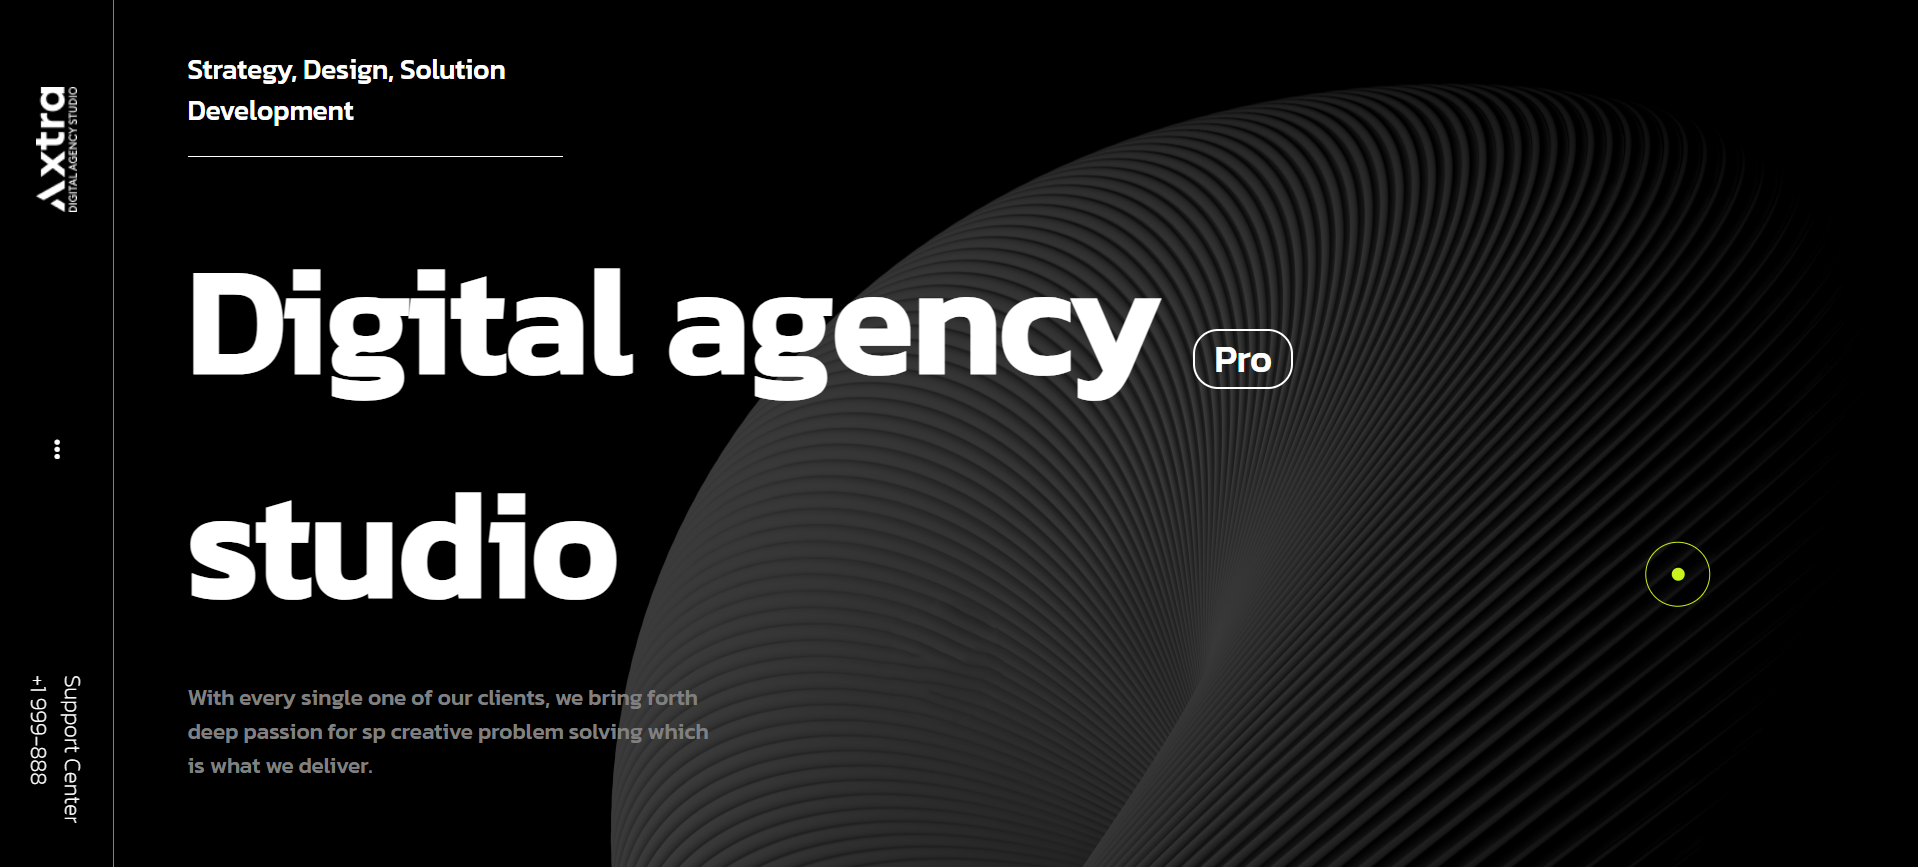 Axtra
DIGITAL AGENCY STUDIO
Strategy, Design, Solution
Development
Digital agency Pro
studio
With every single one of our clients, we bring forth
deep passion for sp creative problem solving which
is what we deliver.
Support Center
+1 999-888